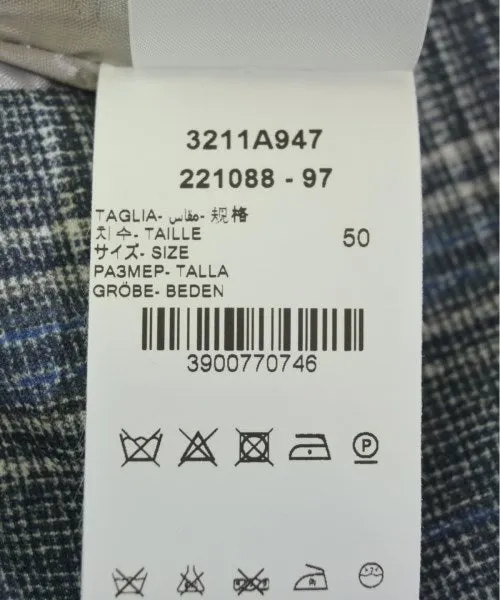 3211A947
221088 - 97
TAGLIA- مقاس- 规格
치수- TAILLE
サイズ- SIZE
РАЗМЕР- TALLA
GRÖBE- BEDEN
50
3900770746
P